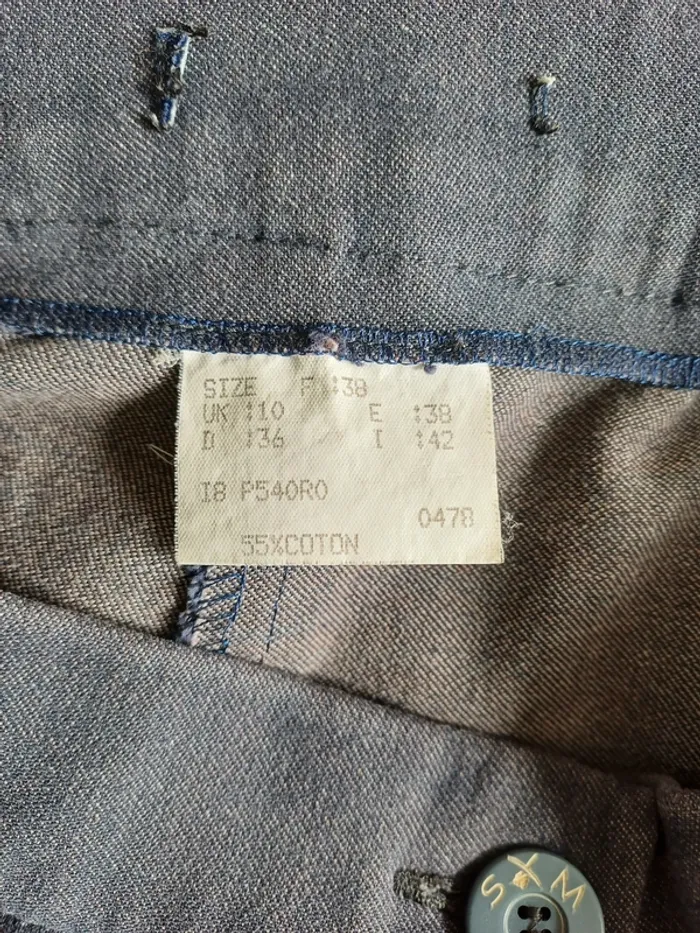 SIZE F :38
UK :10 E :38
D :36 I :42
I8 P540RO
0478
55%COTON
SXM